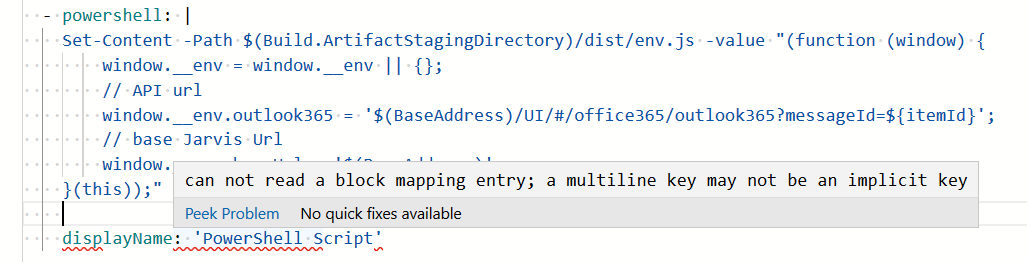 - powershell: |
Set-Content -Path $(Build.ArtifactStagingDirectory)/dist/env.js -value "(function (window) {
window.__env = window.__env || {};
// API url
window.__env.outlook365 = '$(BaseAddress)/UI/#/office365/outlook365?messageId=${itemId}';
// base Jarvis Url
window.
}(this));"
can not read a block mapping entry; a multiline key may not be an implicit key
Peek Problem No quick fixes available
displayName: 'PowerShell Script'